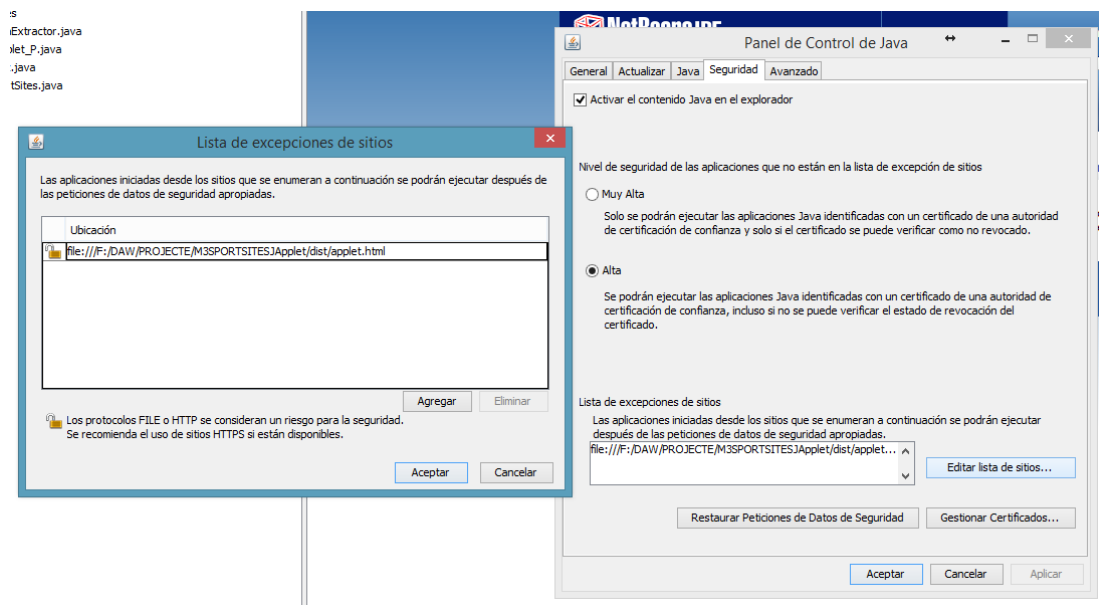 Extractor.java
let_P.java
.java
tSites.java
NetBeans IDE
Panel de Control de Java
General Actualizar Java Seguridad Avanzado
Activar el contenido Java en el explorador
Nivel de seguridad de las aplicaciones que no están en la lista de excepción de sitios
Muy Alta
Solo se podrán ejecutar las aplicaciones Java identificadas con un certificado de una autoridad
de certificación de confianza y solo si el certificado se puede verificar como no revocado.
Alta
Se podrán ejecutar las aplicaciones Java identificadas con un certificado de una autoridad de
certificación de confianza, incluso si no se puede verificar el estado de revocación del
certificado.
Lista de excepciones de sitios
Las aplicaciones iniciadas desde los sitios que se enumeran a continuación se podrán ejecutar
después de las peticiones de datos de seguridad apropiadas.
file:///F:/DAW/PROJECTE/M3SPORTSITESJApplet/dist/applet...
Editar lista de sitios...
Restaurar Peticiones de Datos de Seguridad
Gestionar Certificados...
Aceptar Cancelar Aplicar
Lista de excepciones de sitios
Las aplicaciones iniciadas desde los sitios que se enumeran a continuación se podrán ejecutar después de
las peticiones de datos de seguridad apropiadas.
Ubicación
file:///F:/DAW/PROJECTE/M3SPORTSITESJApplet/dist/applet.html
Agregar Eliminar
Los protocolos FILE o HTTP se consideran un riesgo para la seguridad.
Se recomienda el uso de sitios HTTPS si están disponibles.
Aceptar Cancelar